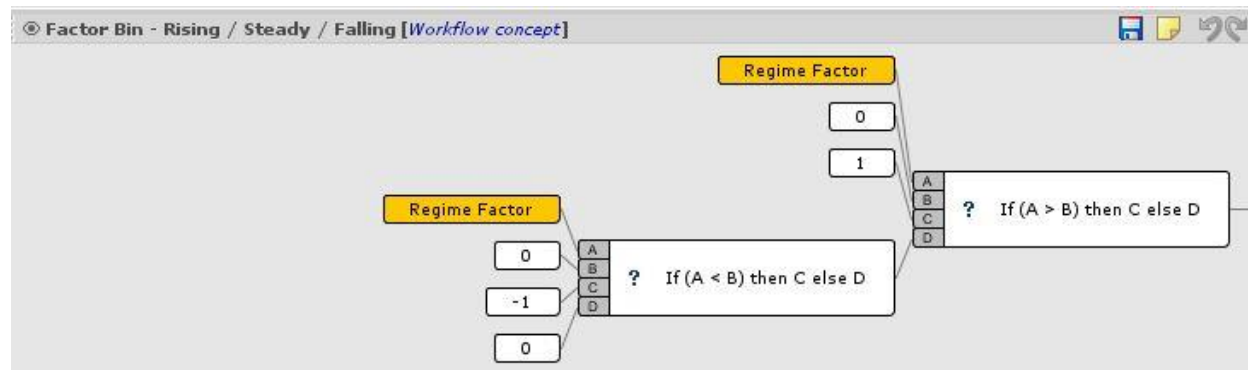 Factor Bin - Rising / Steady / Falling [Workflow concept]
Regime Factor
0
1
A
B
C
D
? If (A > B) then C else D
Regime Factor
0
-1
0
A
B
C
D
? If (A < B) then C else D